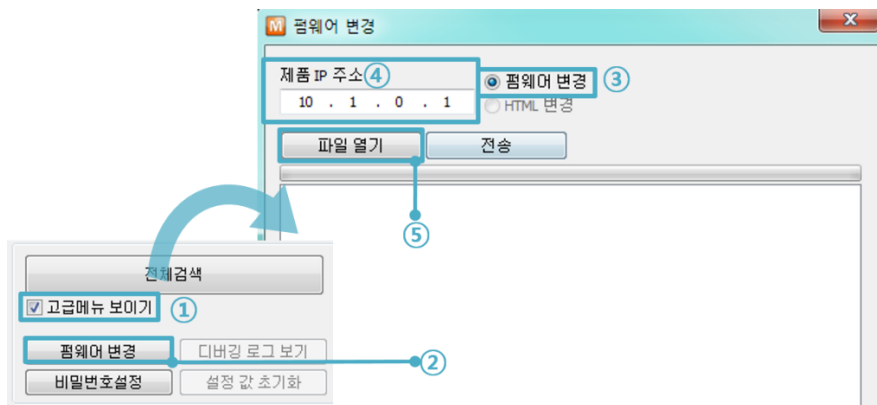 M 펌웨어 변경
제품 IP 주소 ④
10 . 1 . 0 . 1
펌웨어 변경 ③
HTML 변경
파일 열기
전송
⑤
전체검색
고급메뉴 보이기 ①
펌웨어 변경
디버깅 로그 보기
②
비밀번호설정
설정 값 초기화